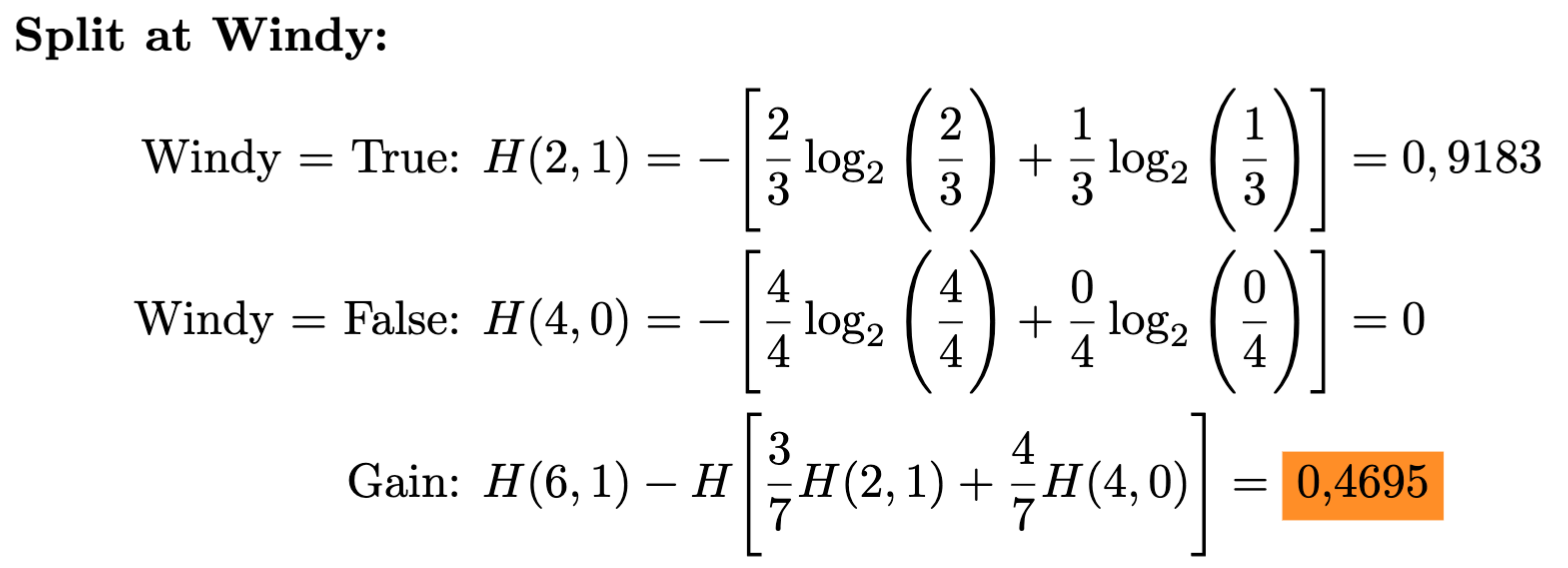 Split at Windy:
Windy = True: H(2, 1) = −[2/3 log₂(2/3) + 1/3 log₂(1/3)] = 0, 9183
Windy = False: H(4, 0) = −[4/4 log₂(4/4) + 0/4 log₂(0/4)] = 0
Gain: H(6, 1) − H[3/7 H(2, 1) + 4/7 H(4, 0)] = 0,4695